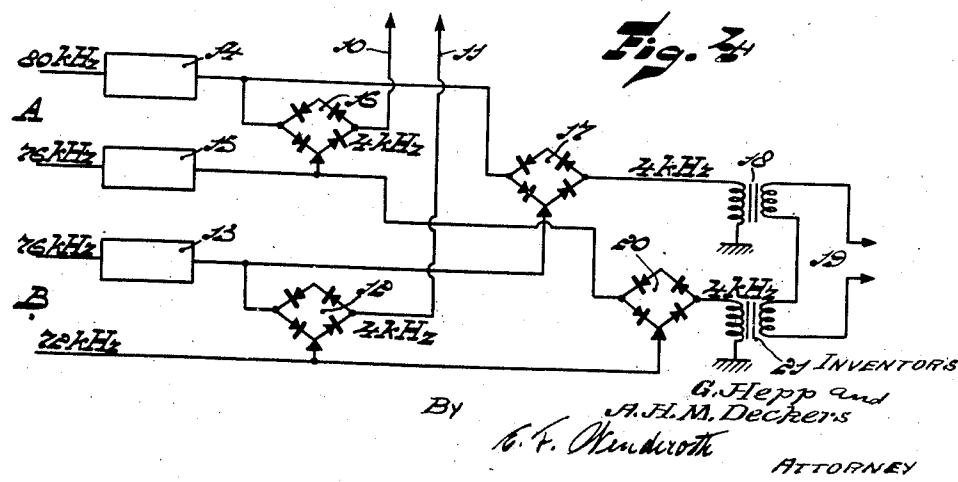 Fig. 4
10
11
80 kHz
14
A
16
4 kHz
17
76 kHz
15
4 kHz
18
76 kHz
13
20
19
B
12
4 kHz
4 kHz
72 kHz
21
INVENTORS
G. Hepp and
A. H. M. Deckers
By
E. F. Wenderoth
ATTORNEY